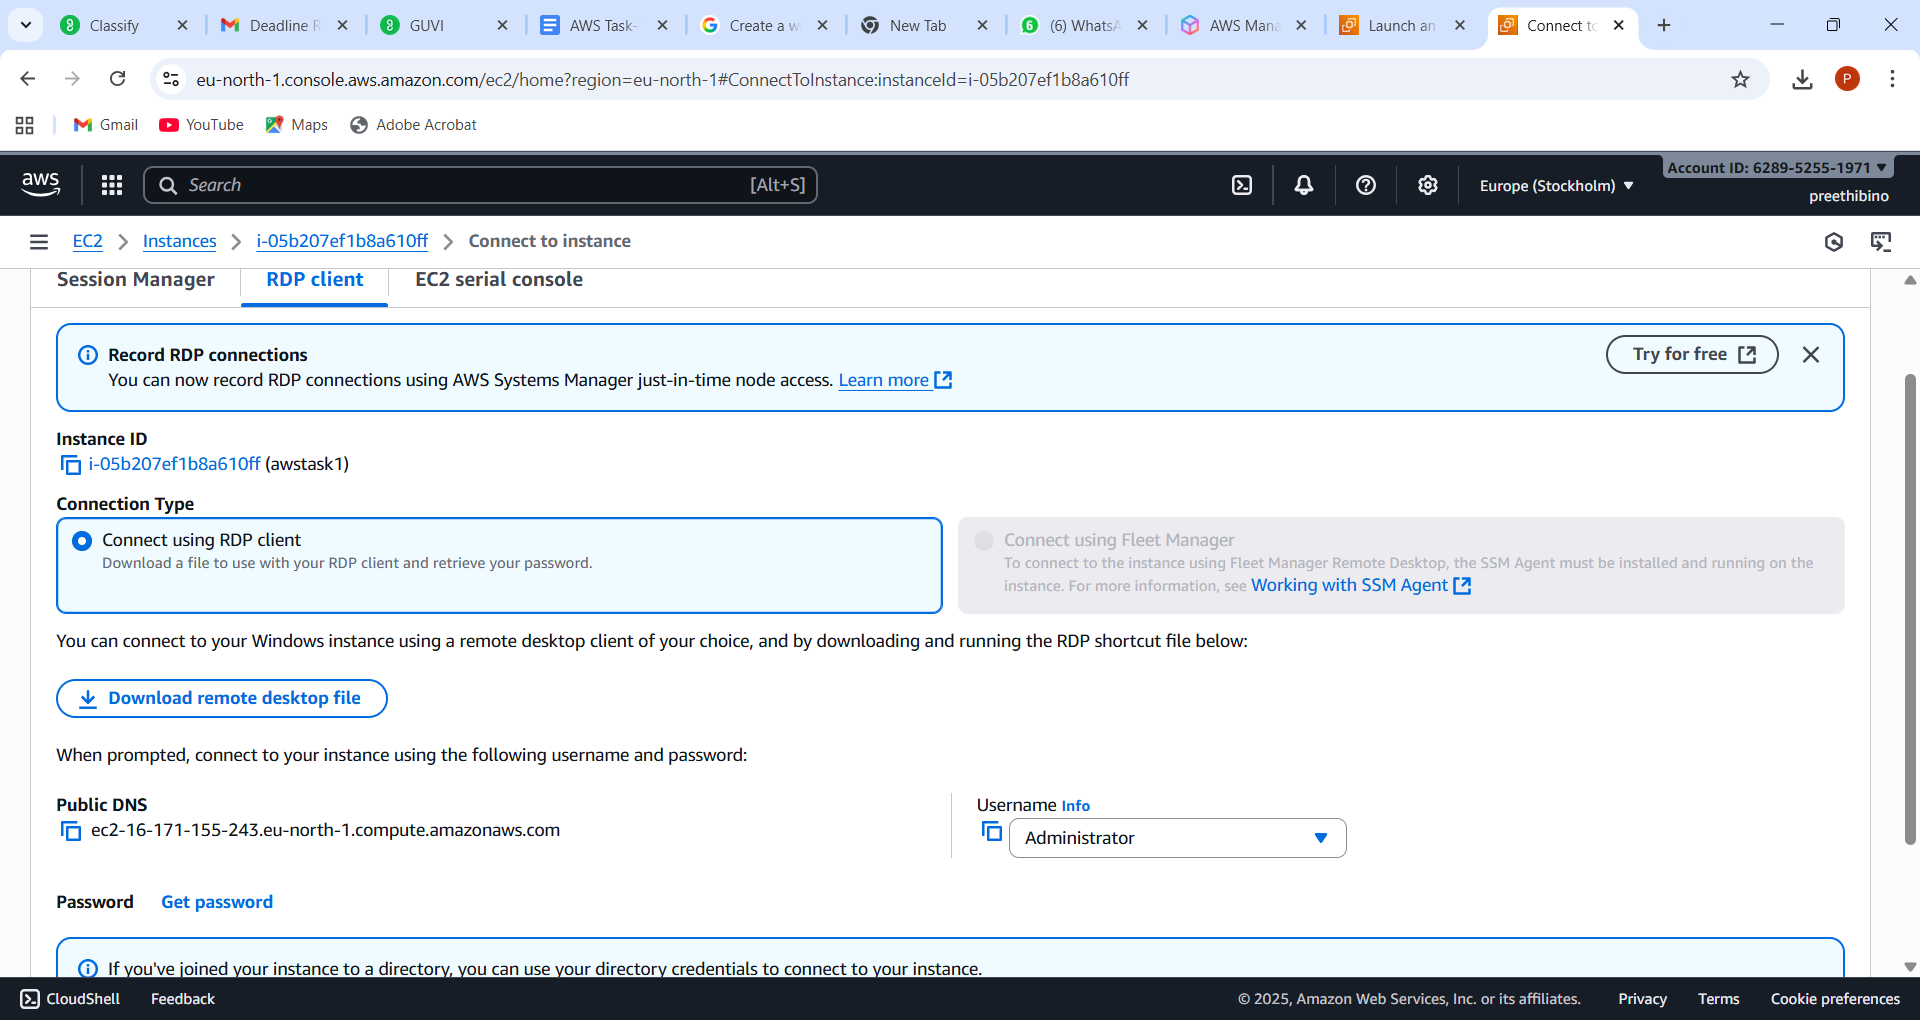 Classify
Deadline R
GUVI
AWS Task-
Create a w
New Tab
(6) WhatsA
AWS Mana
Launch an
Connect to
eu-north-1.console.aws.amazon.com/ec2/home?region=eu-north-1#ConnectToInstance:instanceId=i-05b207ef1b8a610ff
P
Gmail
YouTube
Maps
Adobe Acrobat
aws
Search
[Alt+S]
Europe (Stockholm)
Account ID: 6289-5255-1971
preethibino
EC2
Instances
i-05b207ef1b8a610ff
Connect to instance
Session Manager
RDP client
EC2 serial console
Record RDP connections
You can now record RDP connections using AWS Systems Manager just-in-time node access. Learn more
Try for free
Instance ID
i-05b207ef1b8a610ff (awstask1)
Connection Type
Connect using RDP client
Download a file to use with your RDP client and retrieve your password.
Connect using Fleet Manager
To connect to the instance using Fleet Manager Remote Desktop, the SSM Agent must be installed and running on the
instance. For more information, see Working with SSM Agent
You can connect to your Windows instance using a remote desktop client of your choice, and by downloading and running the RDP shortcut file below:
Download remote desktop file
When prompted, connect to your instance using the following username and password:
Public DNS
ec2-16-171-155-243.eu-north-1.compute.amazonaws.com
Username Info
Administrator
Password
Get password
If you've joined your instance to a directory, you can use your directory credentials to connect to your instance.
CloudShell
Feedback
© 2025, Amazon Web Services, Inc. or its affiliates.
Privacy
Terms
Cookie preferences